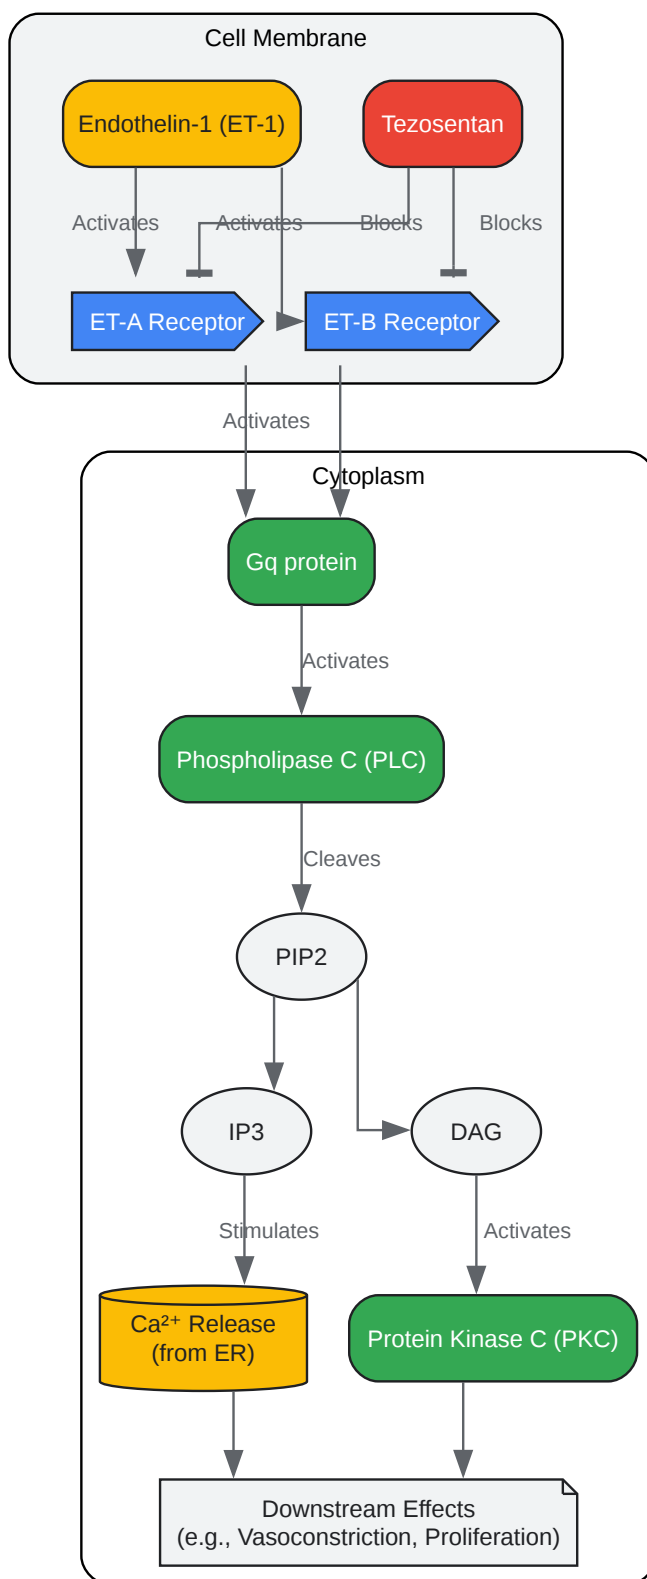 Cell Membrane
Endothelin-1 (ET-1)
Tezosentan
Activates
Activates
Blocks
Blocks
ET-A Receptor
ET-B Receptor
Activates
Cytoplasm
Gq protein
Activates
Phospholipase C (PLC)
Cleaves
PIP2
IP3
DAG
Stimulates
Activates
Ca²⁺ Release
(from ER)
Protein Kinase C (PKC)
Downstream Effects
(e.g., Vasoconstriction, Proliferation)